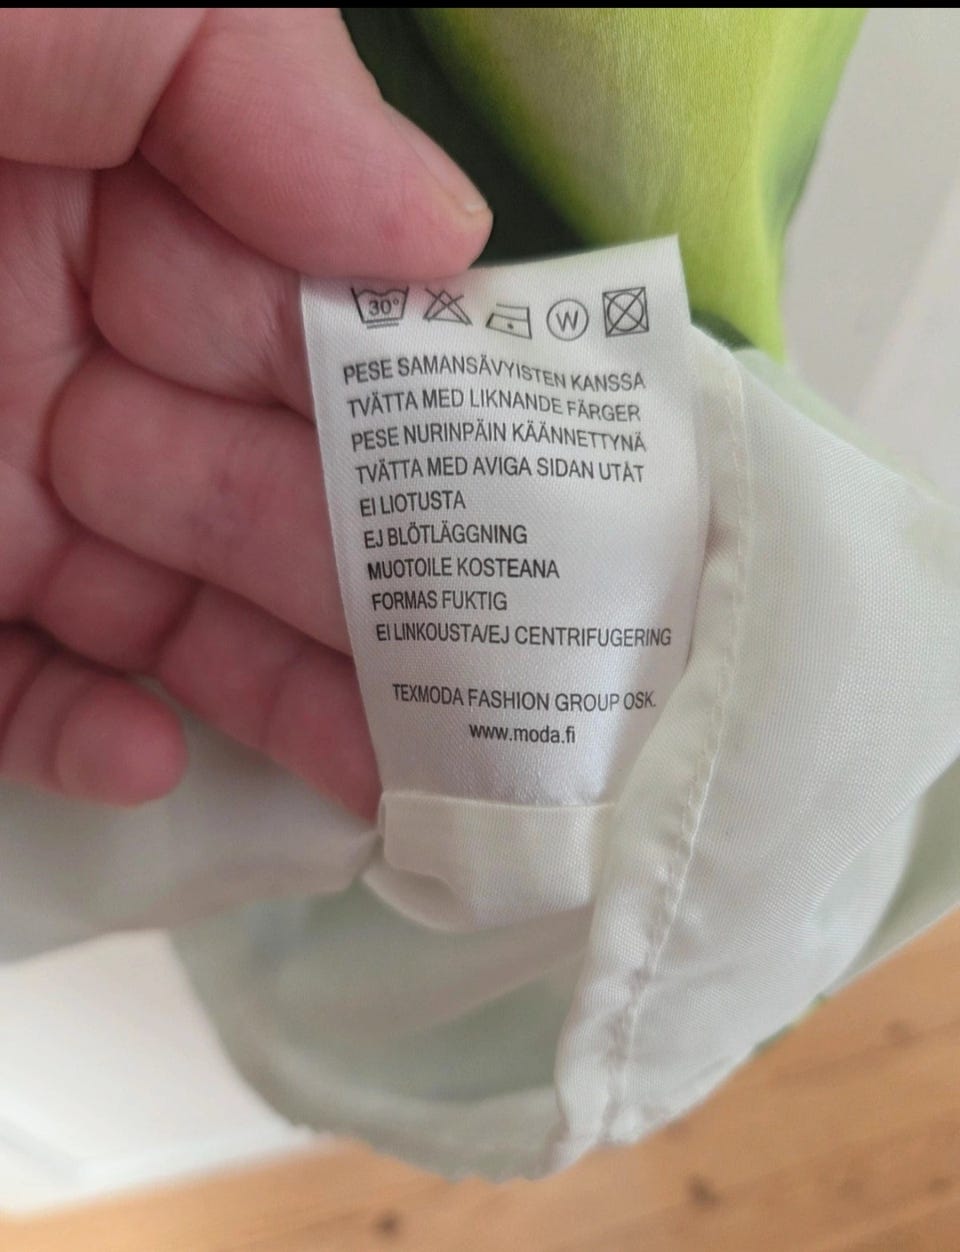 30°
W
PESE SAMANSÄVYISTEN KANSSA
TVÄTTA MED LIKNANDE FÄRGER
PESE NURINPÄIN KÄÄNNETTYNÄ
TVÄTTA MED AVIGA SIDAN UTÅT
EI LIOTUSTA
EJ BLÖTLÄGGNING
MUOTOILE KOSTEANA
FORMAS FUKTIG
EI LINKOUSTA/EJ CENTRIFUGERING
TEXMODA FASHION GROUP OSK.
www.moda.fi